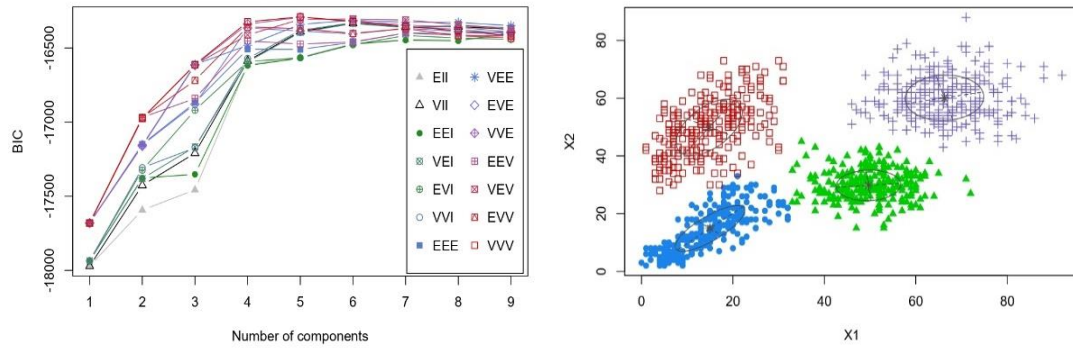 -16500
-17000
-17500
-18000
BIC
1 2 3 4 5 6 7 8 9
Number of components
EII VEE
VII EVE
EEI VVE
VEI EEV
EVI VEV
VVI EVV
EEE VVV
80
60
40
20
0
X2
0 20 40 60 80
X1